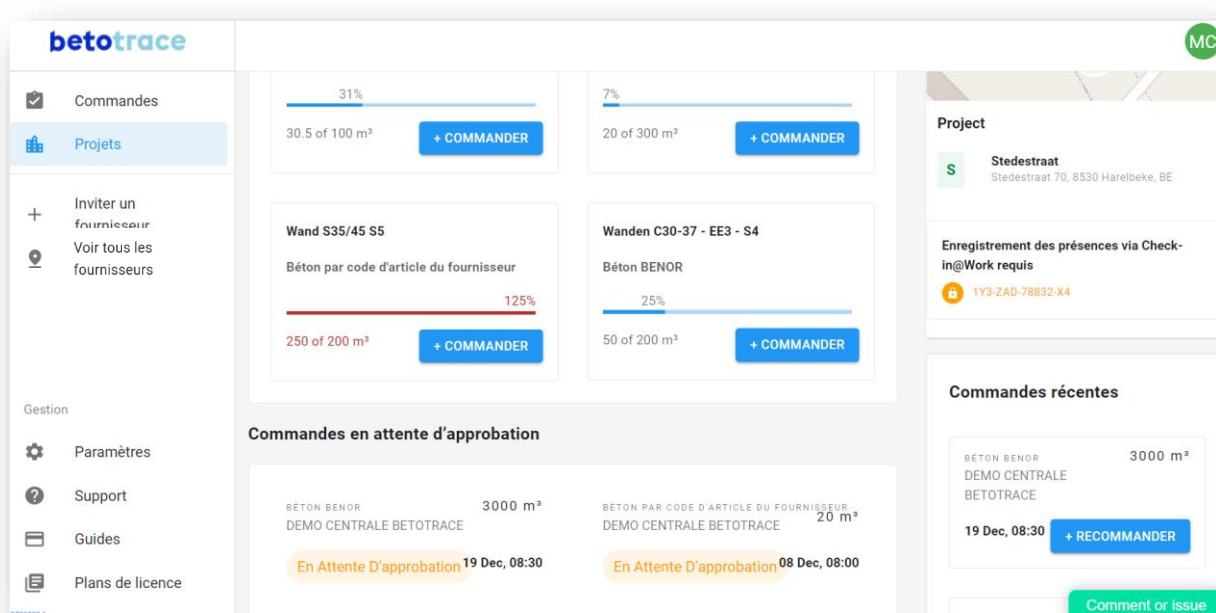 betotrace
MC
Commandes
Projets
Inviter un
fournisseur
Voir tous les
fournisseurs
Gestion
Paramètres
Support
Guides
Plans de licence
31%
30.5 of 100 m³
+ COMMANDER
7%
20 of 300 m³
+ COMMANDER
Wand S35/45 S5
Béton par code d'article du fournisseur
125%
250 of 200 m³
+ COMMANDER
Wanden C30-37 - EE3 - S4
Béton BENOR
25%
50 of 200 m³
+ COMMANDER
Commandes en attente d'approbation
BÉTON BENOR
3000 m³
DEMO CENTRALE BETOTRACE
En Attente D'approbation
19 Dec, 08:30
BÉTON PAR CODE D'ARTICLE DU FOURNISSEUR
20 m³
DEMO CENTRALE BETOTRACE
En Attente D'approbation
08 Dec, 08:00
Project
S
Stedestraat
Stedestraat 70, 8530 Harelbeke, BE
Enregistrement des présences via Check-
in@Work requis
1Y3-ZAD-78832-X4
Commandes récentes
BÉTON BENOR
3000 m³
DEMO CENTRALE
BETOTRACE
19 Dec, 08:30
+ RECOMMANDER
Comment or issue